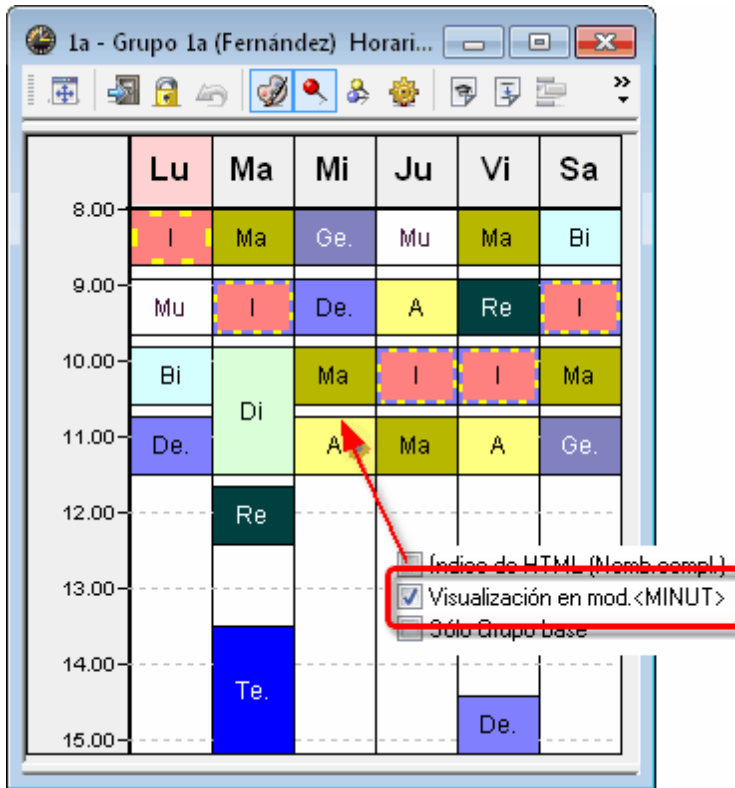 1a - Grupo 1a (Fernández) Horari...
Lu Ma Mi Ju Vi Sa
8.00
I Ma Ge. Mu Ma Bi
9.00
Mu I De. A Re I
10.00
Bi Di Ma I I Ma
11.00
De. A Ma A Ge.
12.00
Re
Índice de HTML (Nomb.compl.)
13.00
Visualización en mod.<MINUT>
Sólo Grupo base
14.00
Te.
De.
15.00